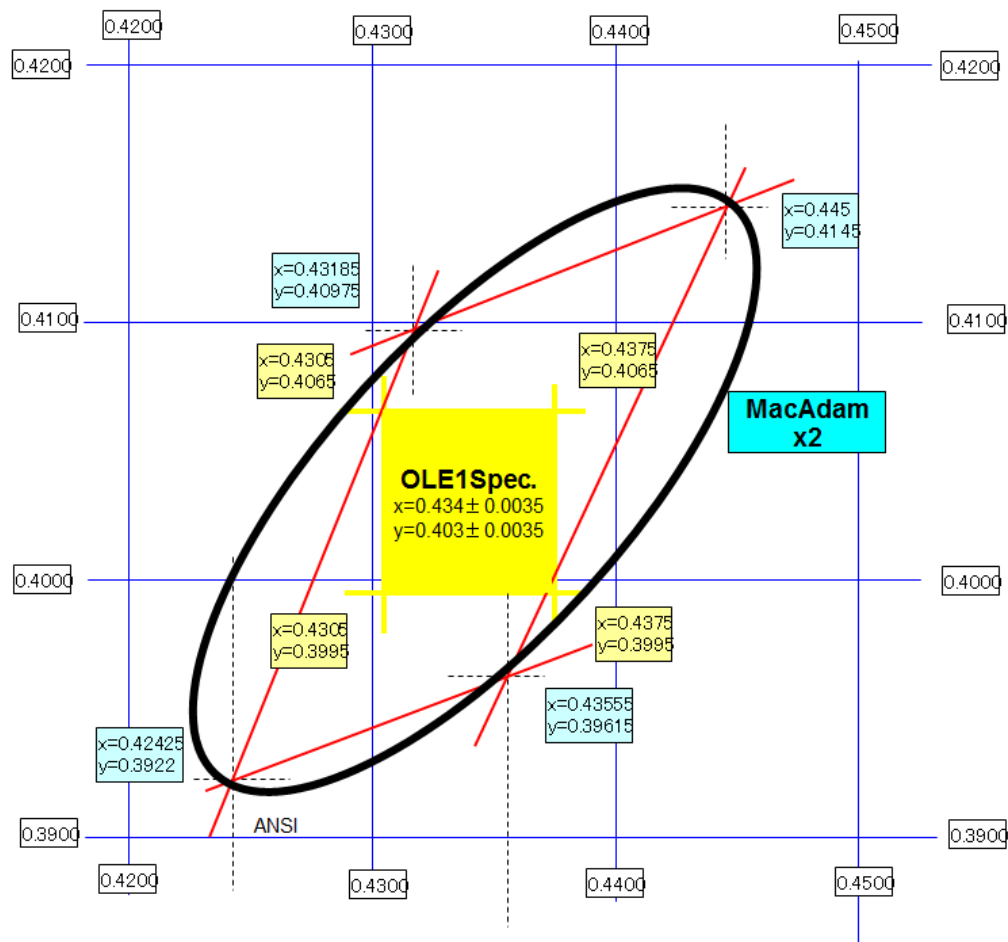 0.4200
0.4300
0.4400
0.4500
0.4200
0.4200
x=0.445
y=0.4145
x=0.43185
y=0.40975
0.4100
0.4100
x=0.4305
y=0.4065
x=0.4375
y=0.4065
MacAdam
x2
OLE1Spec.
x=0.434± 0.0035
y=0.403± 0.0035
0.4000
0.4000
x=0.4305
y=0.3995
x=0.4375
y=0.3995
x=0.43555
y=0.39615
x=0.42425
y=0.3922
ANSI
0.3900
0.3900
0.4200
0.4300
0.4400
0.4500